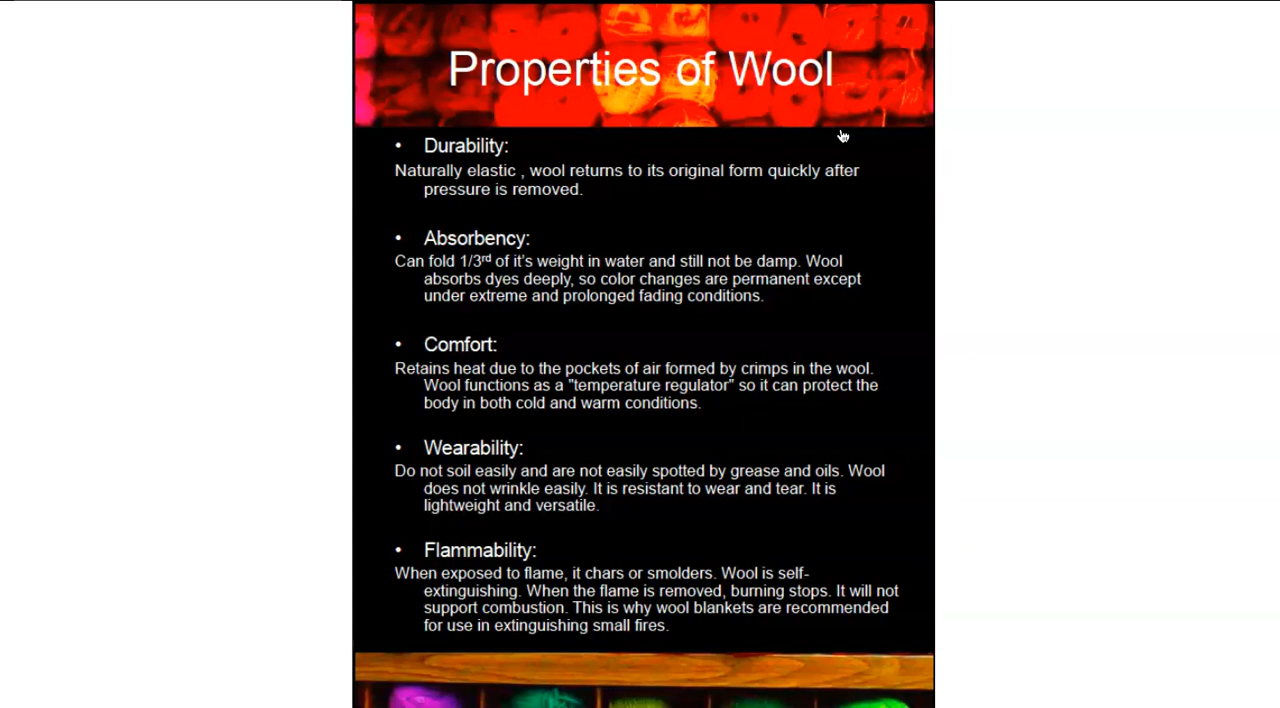 Properties of Wool
• Durability:
Naturally elastic , wool returns to its original form quickly after
pressure is removed.
• Absorbency:
Can fold 1/3rd of it's weight in water and still not be damp. Wool
absorbs dyes deeply, so color changes are permanent except
under extreme and prolonged fading conditions.
• Comfort:
Retains heat due to the pockets of air formed by crimps in the wool.
Wool functions as a "temperature regulator" so it can protect the
body in both cold and warm conditions.
• Wearability:
Do not soil easily and are not easily spotted by grease and oils. Wool
does not wrinkle easily. It is resistant to wear and tear. It is
lightweight and versatile.
• Flammability:
When exposed to flame, it chars or smolders. Wool is self-
extinguishing. When the flame is removed, burning stops. It will not
support combustion. This is why wool blankets are recommended
for use in extinguishing small fires.